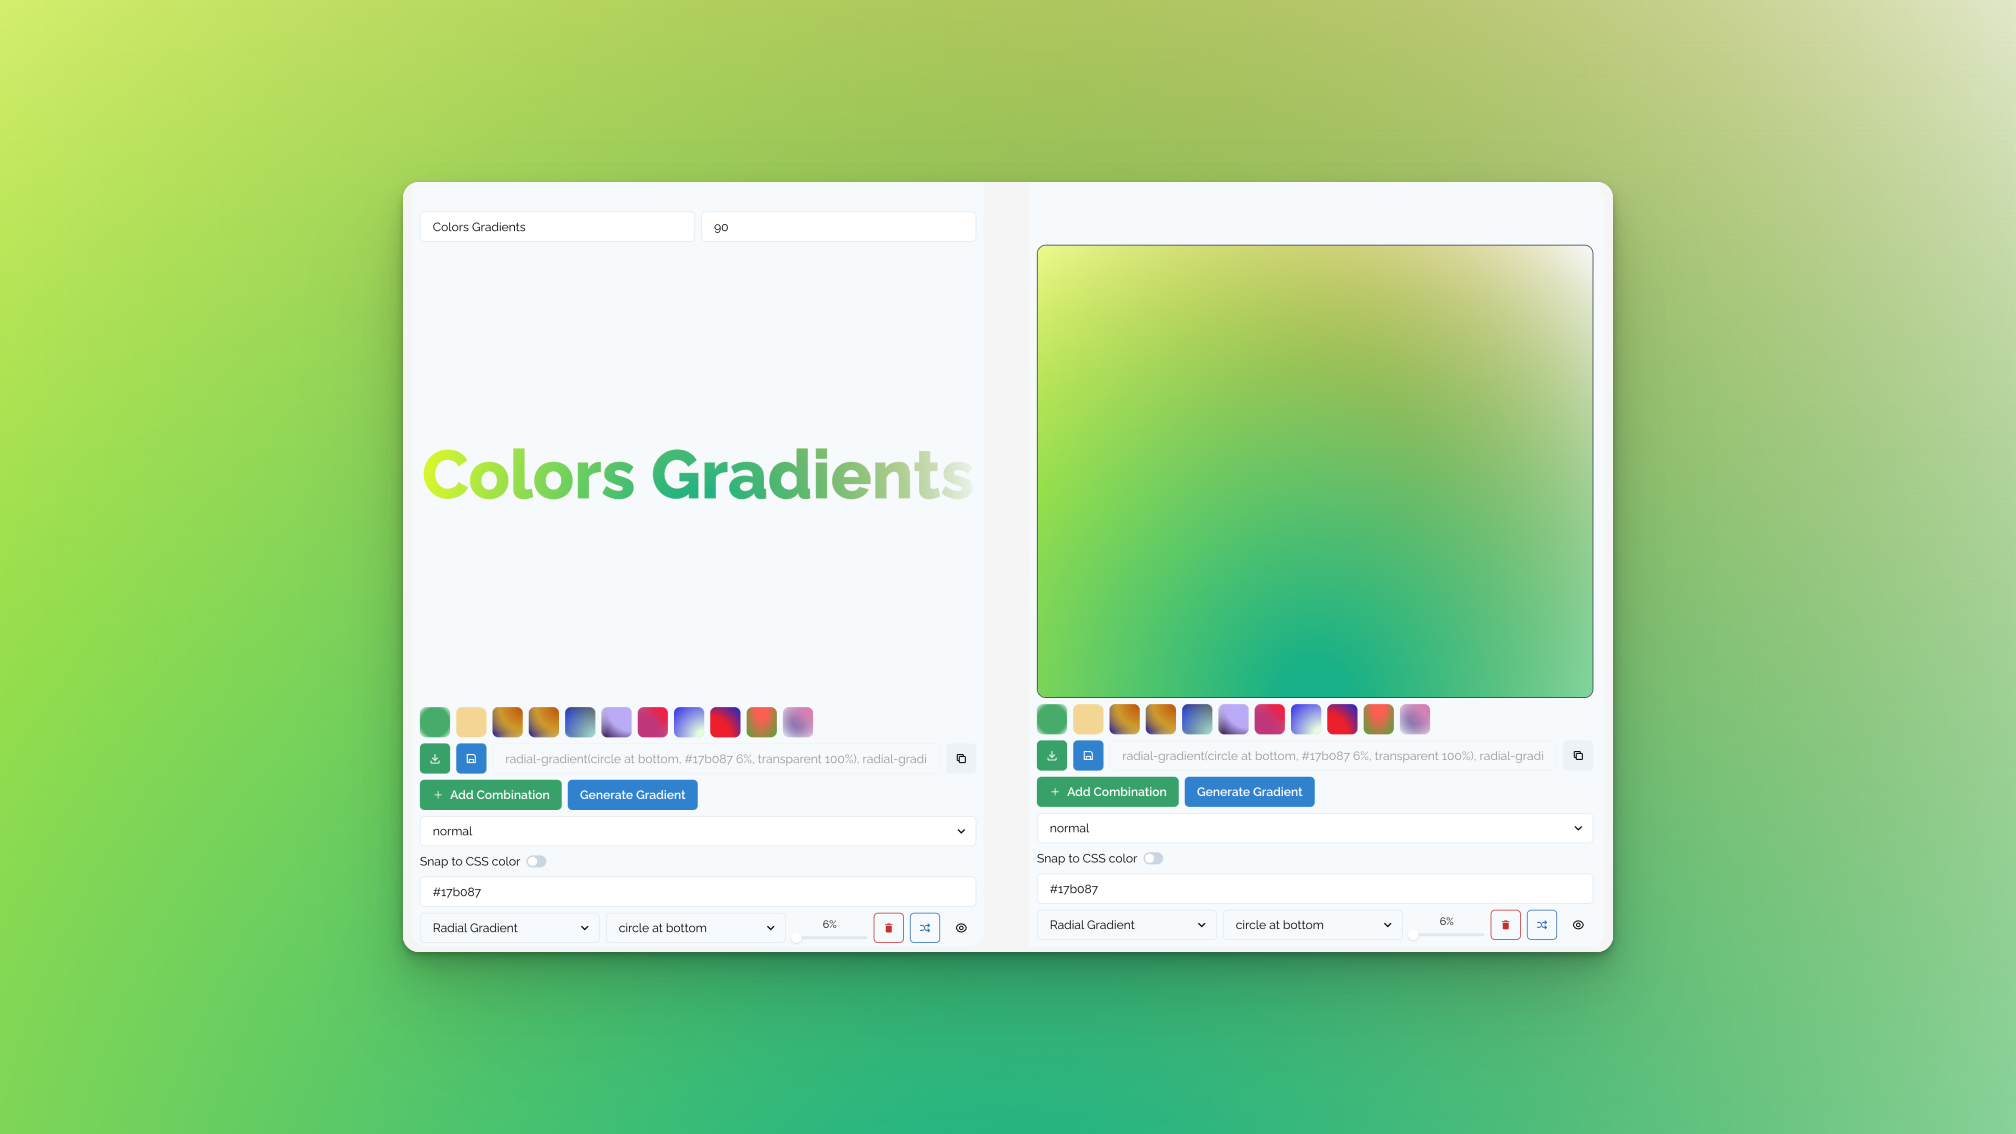 Colors Gradients
90
Colors Gradients
radial-gradient(circle at bottom, #17b087 6%, transparent 100%), radial-gradi
+ Add Combination
Generate Gradient
normal
Snap to CSS color
#17b087
Radial Gradient
circle at bottom
6%
radial-gradient(circle at bottom, #17b087 6%, transparent 100%), radial-gradi
+ Add Combination
Generate Gradient
normal
Snap to CSS color
#17b087
Radial Gradient
circle at bottom
6%